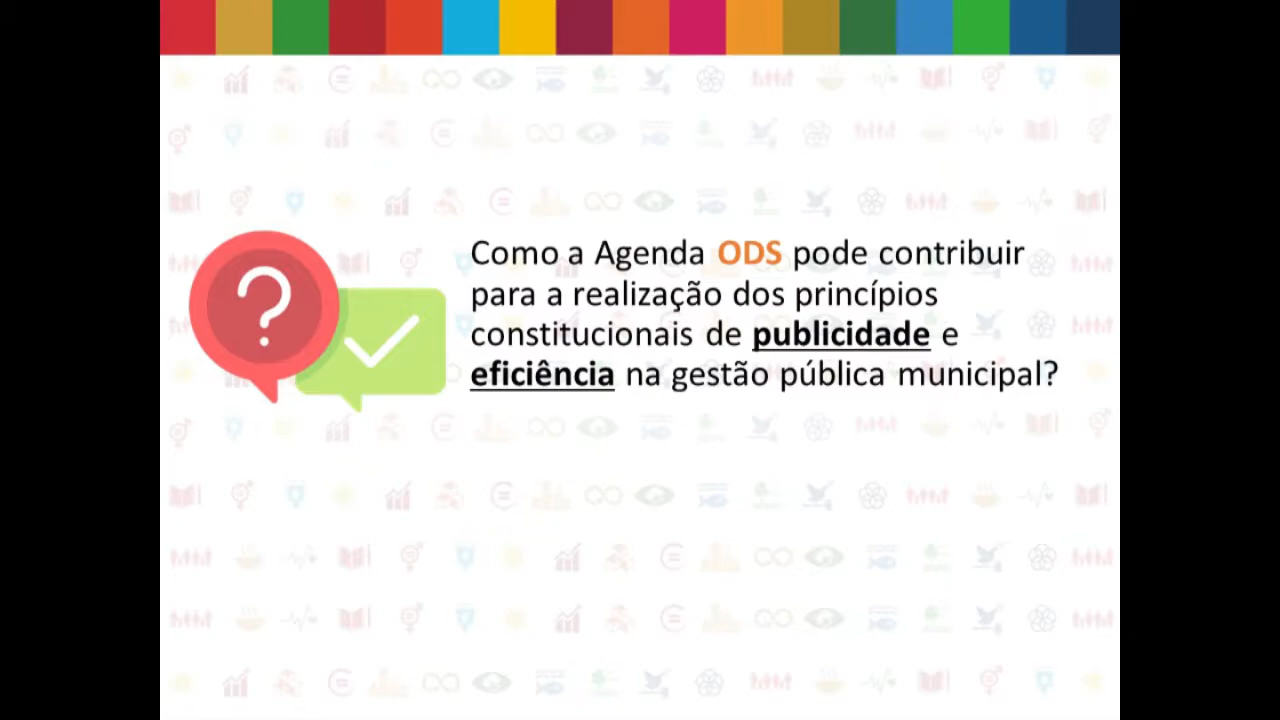 Como a Agenda ODS pode contribuir
para a realização dos princípios
constitucionais de publicidade e
eficiência na gestão pública municipal?